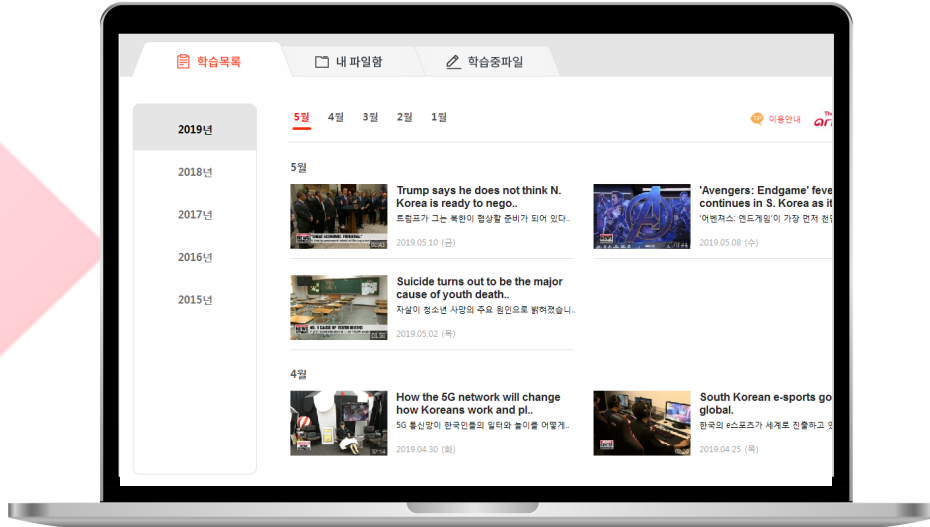 학습목록
내 파일함
학습중파일
2019년
2018년
2017년
2016년
2015년
5월 4월 3월 2월 1월
TIP 이용안내
5월
Trump says he does not think N.
Korea is ready to nego..
트럼프가 그는 북한이 협상할 준비가 되어 있다..
2019.05.10 (금)
'Avengers: Endgame' feve
continues in S. Korea as it
'어벤져스: 엔드게임'이 가장 먼저 천만
2019.05.08 (수)
Suicide turns out to be the major
cause of youth death..
자살이 청소년 사망의 주요 원인으로 밝혀졌습니..
2019.05.02 (목)
4월
How the 5G network will change
how Koreans work and pl..
5G 통신망이 한국인들의 일터와 놀이를 어떻게..
2019.04.30 (화)
South Korean e-sports go
global.
한국의 e스포츠가 세계로 진출하고 있
2019.04.25 (목)